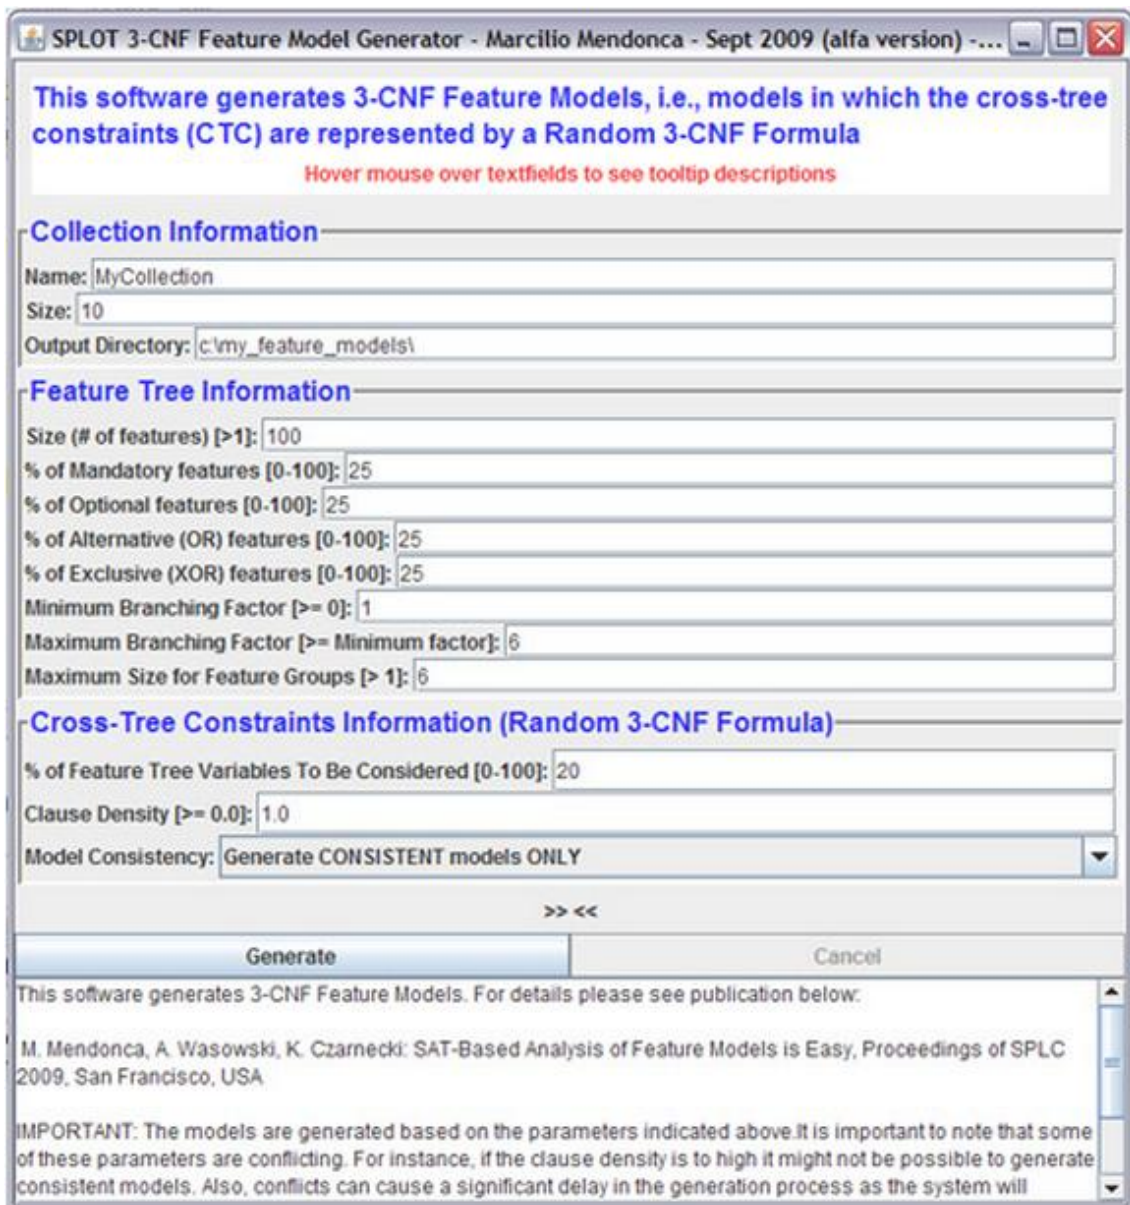 SPLOT 3-CNF Feature Model Generator - Marcilio Mendonca - Sept 2009 (alfa version) -...
This software generates 3-CNF Feature Models, i.e., models in which the cross-tree
constraints (CTC) are represented by a Random 3-CNF Formula
Hover mouse over textfields to see tooltip descriptions
Collection Information
Name: MyCollection
Size: 10
Output Directory: c:\my_feature_models\
Feature Tree Information
Size (# of features) [>1]: 100
% of Mandatory features [0-100]: 25
% of Optional features [0-100]: 25
% of Alternative (OR) features [0-100]: 25
% of Exclusive (XOR) features [0-100]: 25
Minimum Branching Factor [>= 0]: 1
Maximum Branching Factor [>= Minimum factor]: 6
Maximum Size for Feature Groups [> 1]: 6
Cross-Tree Constraints Information (Random 3-CNF Formula)
% of Feature Tree Variables To Be Considered [0-100]: 20
Clause Density [>= 0.0]: 1.0
Model Consistency: Generate CONSISTENT models ONLY
>> <<
Generate Cancel
This software generates 3-CNF Feature Models. For details please see publication below:
M. Mendonca, A. Wasowski, K. Czarnecki: SAT-Based Analysis of Feature Models is Easy, Proceedings of SPLC
2009, San Francisco, USA
IMPORTANT: The models are generated based on the parameters indicated above.It is important to note that some
of these parameters are conflicting. For instance, if the clause density is to high it might not be possible to generate
consistent models. Also, conflicts can cause a significant delay in the generation process as the system will